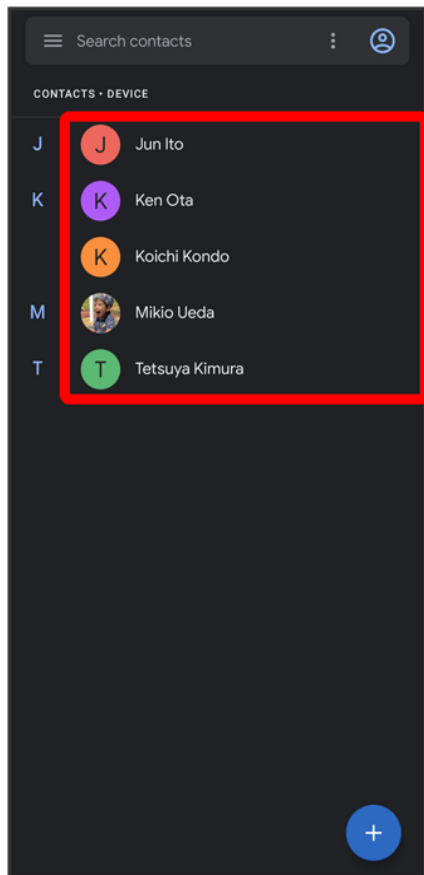 Search contacts
CONTACTS • DEVICE
J J Jun Ito
K K Ken Ota
K Koichi Kondo
M Mikio Ueda
T T Tetsuya Kimura
+